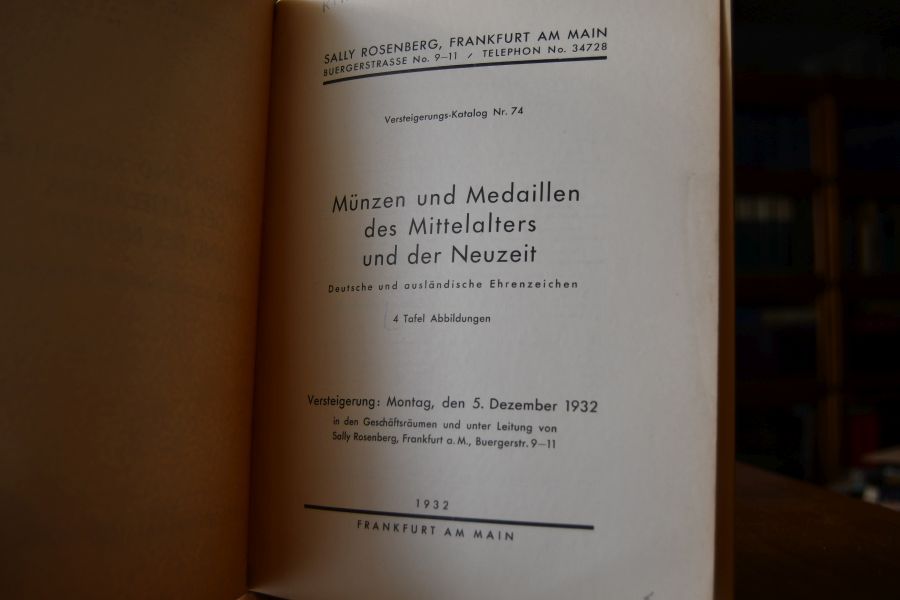 SALLY ROSENBERG, FRANKFURT AM MAIN
BUERGERSTRASSE No. 9–11 / TELEPHON No. 34728
Versteigerungs-Katalog Nr. 74
Münzen und Medaillen
des Mittelalters
und der Neuzeit
Deutsche und ausländische Ehrenzeichen
4 Tafel Abbildungen
Versteigerung: Montag, den 5. Dezember 1932
in den Geschäftsräumen und unter Leitung von
Sally Rosenberg, Frankfurt a. M., Buergerstr. 9–11
1932
FRANKFURT AM MAIN